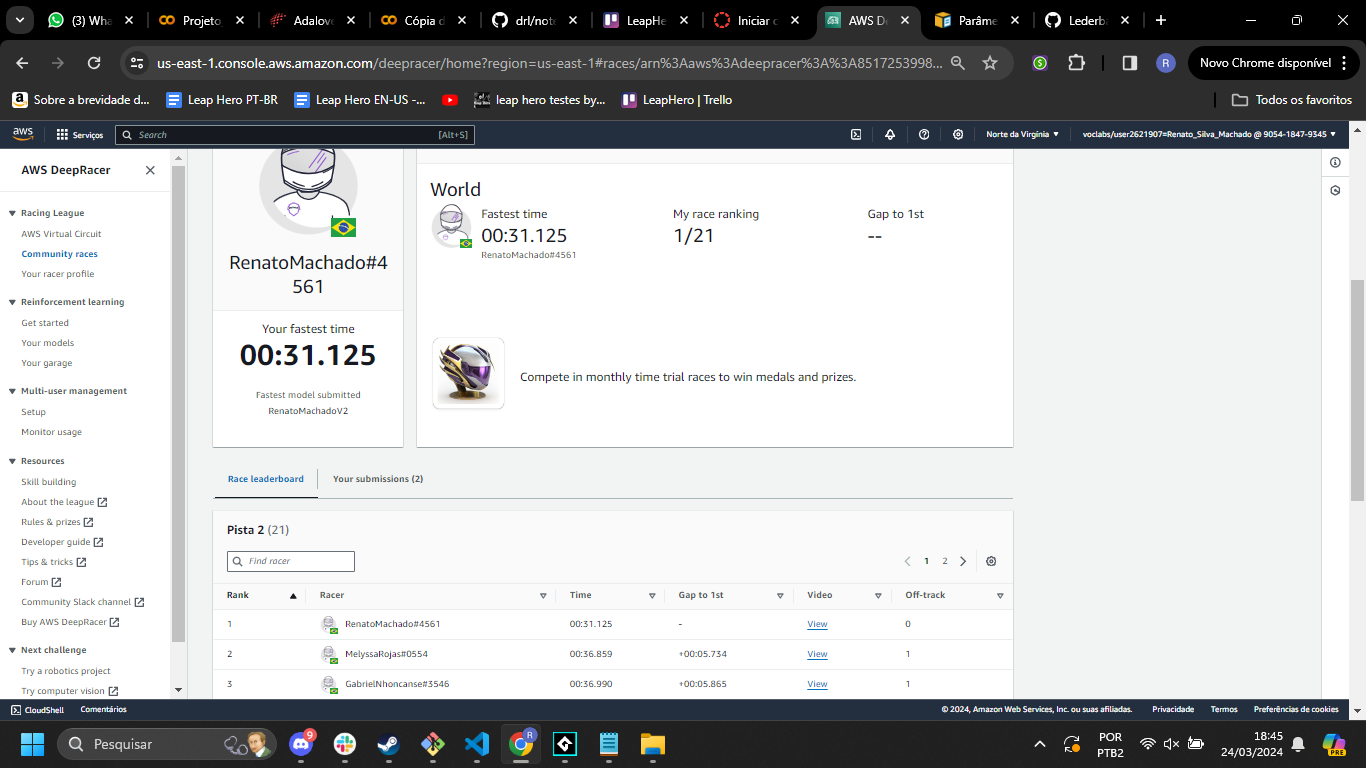 (3) Wha
Projeto
Adalov
Cópia d
drl/note
LeapHe
Iniciar c
AWS De
Parâme
Lederb
us-east-1.console.aws.amazon.com/deepracer/home?region=us-east-1#races/arn%3Aaws%3Adeepracer%3A%3A8517253998...
R
Novo Chrome disponível
Sobre a brevidade d...
Leap Hero PT-BR
Leap Hero EN-US -...
leap hero testes by...
LeapHero | Trello
Todos os favoritos
aws
Serviços
Search
[Alt+S]
Norte da Virgínia
voclabs/user2621907=Renato_Silva_Machado @ 9054-1847-9345
AWS DeepRacer
Racing League
AWS Virtual Circuit
Community races
Your racer profile
Reinforcement learning
Get started
Your models
Your garage
Multi-user management
Setup
Monitor usage
Resources
Skill building
About the league
Rules & prizes
Developer guide
Tips & tricks
Forum
Community Slack channel
Buy AWS DeepRacer
Next challenge
Try a robotics project
Try computer vision
RenatoMachado#4
561
Your fastest time
00:31.125
Fastest model submitted
RenatoMachadoV2
World
Fastest time
My race ranking
Gap to 1st
00:31.125
1/21
--
RenatoMachado#4561
Compete in monthly time trial races to win medals and prizes.
Race leaderboard
Your submissions (2)
Pista 2 (21)
Find racer
1 2
Rank Racer Time Gap to 1st Video Off-track
1 RenatoMachado#4561 00:31.125 - View 0
2 MelyssaRojas#0554 00:36.859 +00:05.734 View 1
3 GabrielNhoncanse#3546 00:36.990 +00:05.865 View 1
CloudShell
Comentários
© 2024, Amazon Web Services, Inc. ou suas afiliadas.
Privacidade
Termos
Preferências de cookies
Pesquisar
9
R
POR
PTB2
18:45
24/03/2024
PRE